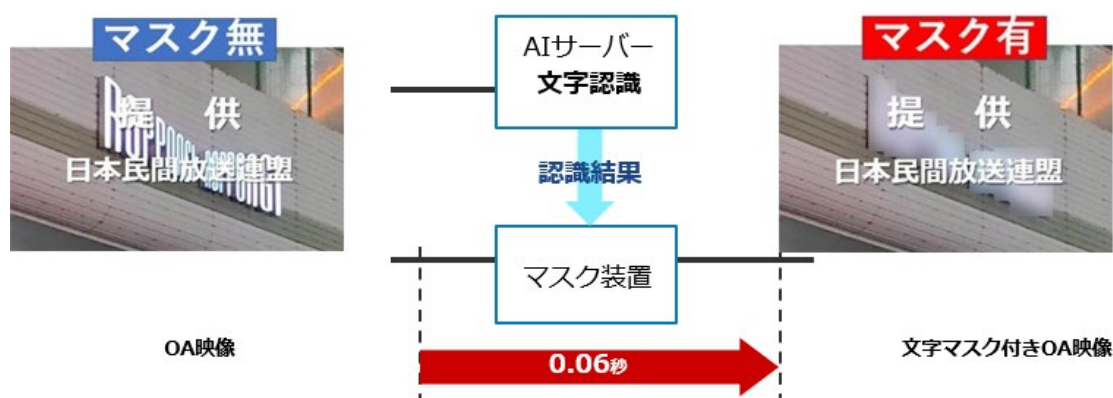 マスク無
提 供
日本民間放送連盟
OA映像
AIサーバー
文字認識
認識結果
マスク装置
0.06秒
マスク有
提 供
日本民間放送連盟
文字マスク付きOA映像